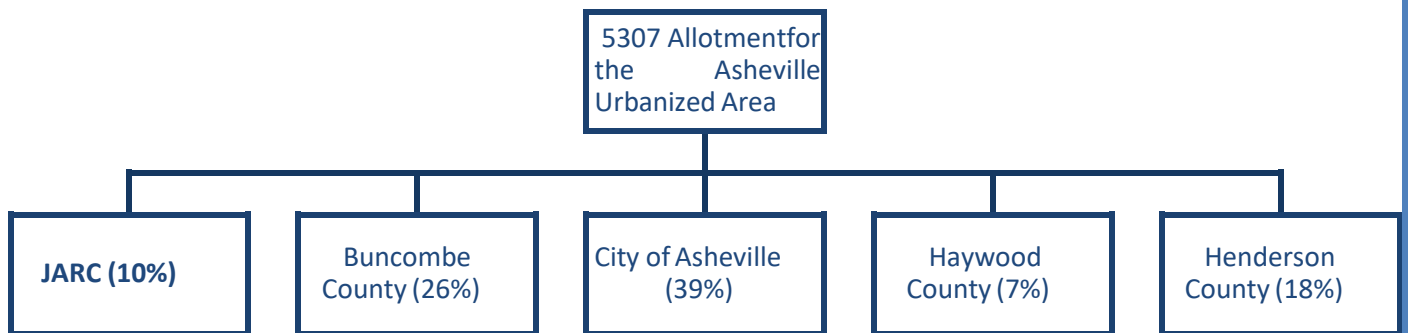 5307 Allotmentfor
the Asheville
Urbanized Area
JARC (10%)
Buncombe
County (26%)
City of Asheville
(39%)
Haywood
County (7%)
Henderson
County (18%)